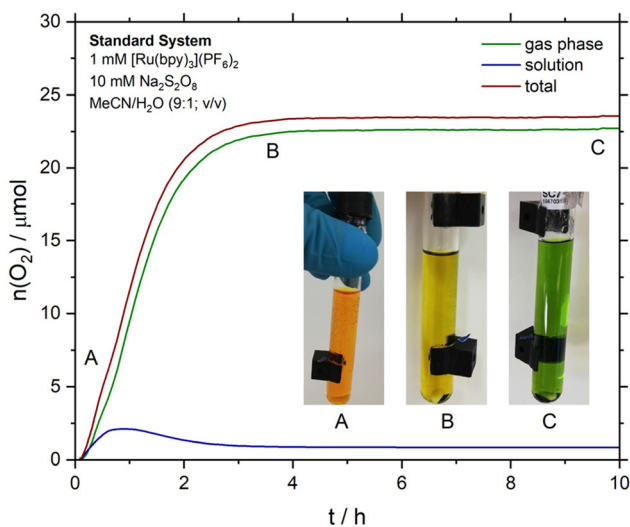 30
25
20
15
10
5
0
n(O₂) / μmol
Standard System
1 mM [Ru(bpy)₃](PF₆)₂
10 mM Na₂S₂O₈
MeCN/H₂O (9:1; v/v)
gas phase
solution
total
A
B
C
SC7
A
B
C
0 2 4 6 8 10
t / h